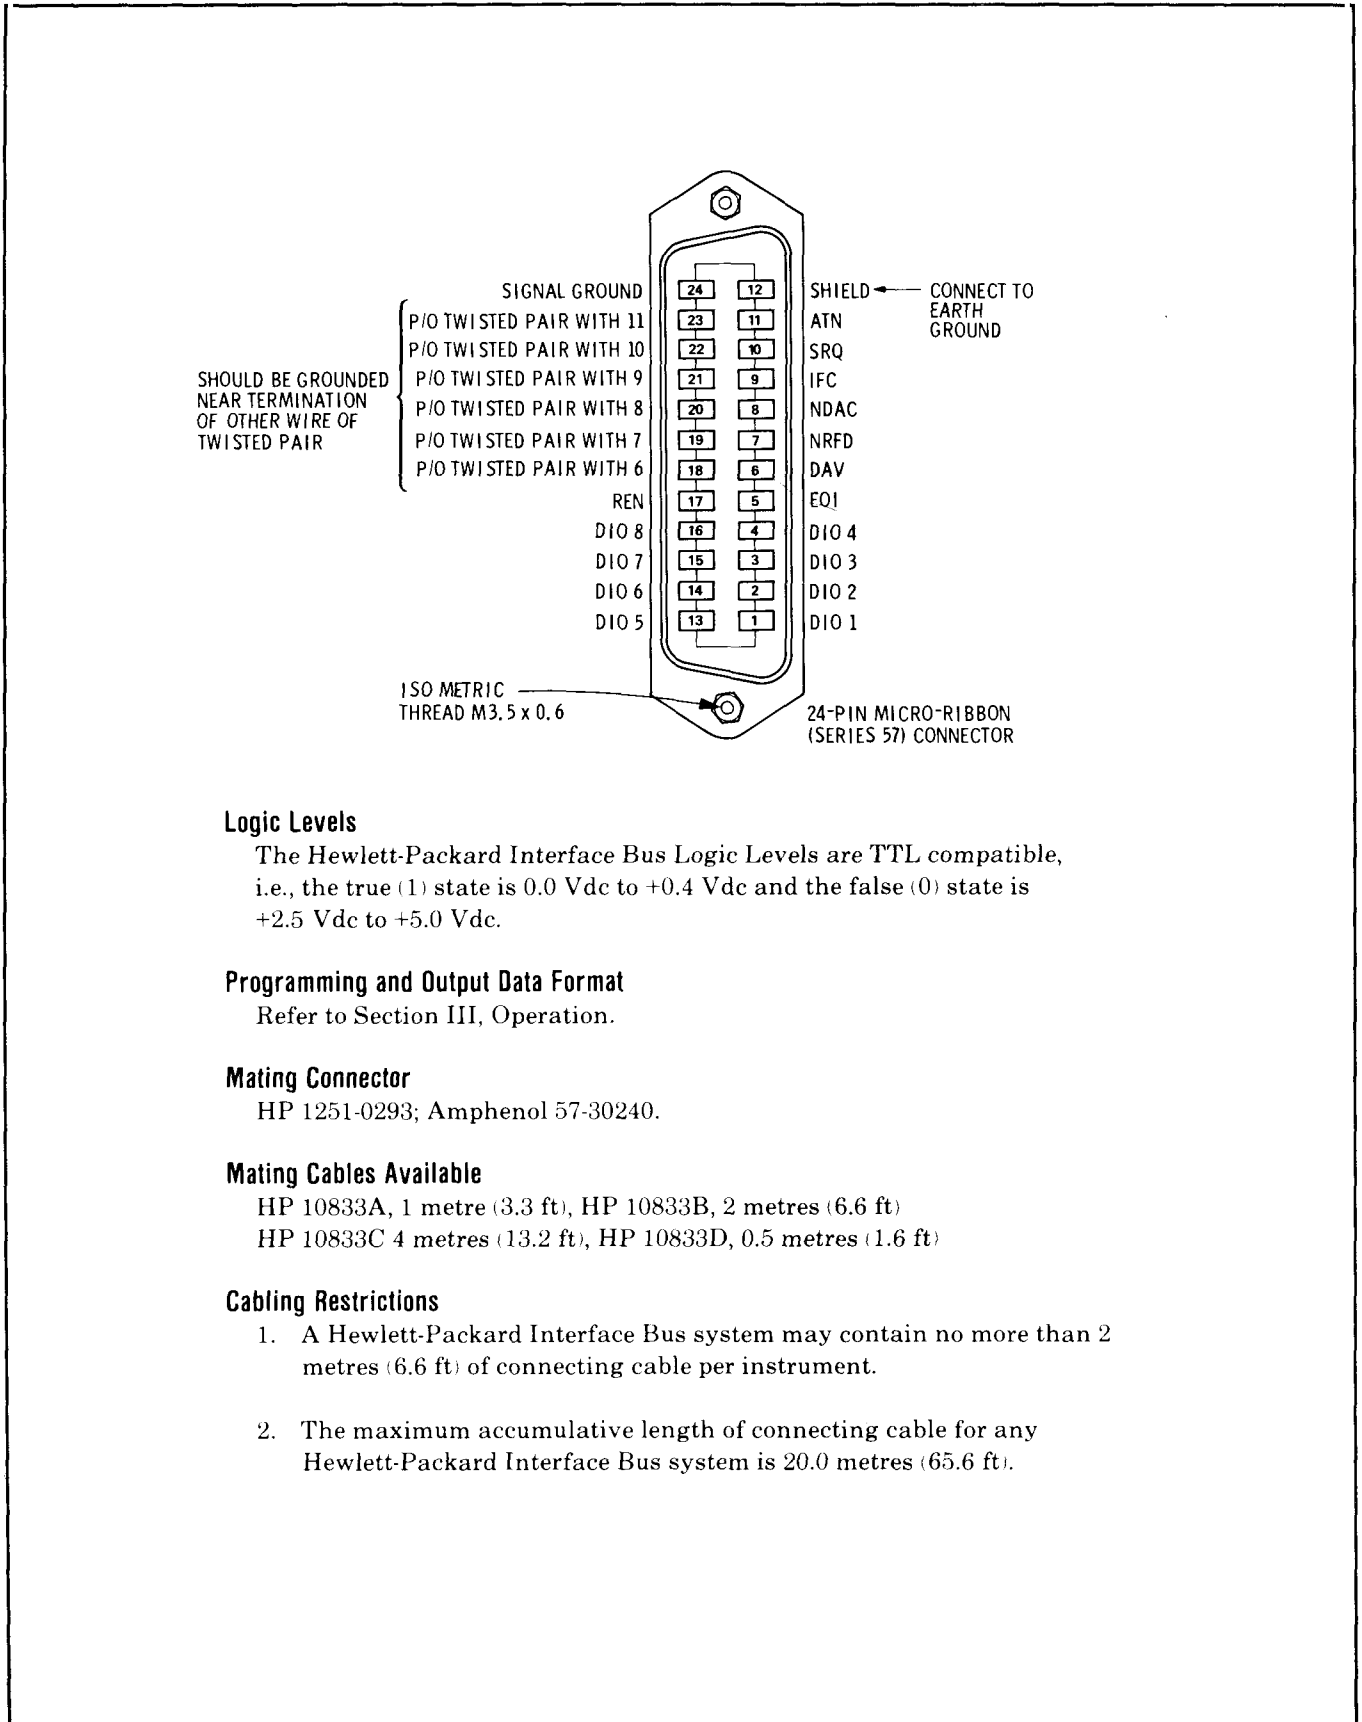 SIGNAL GROUND 24 12 SHIELD CONNECT TO EARTH GROUND
P/O TWISTED PAIR WITH 11 23 11 ATN
P/O TWISTED PAIR WITH 10 22 10 SRQ
P/O TWISTED PAIR WITH 9 21 9 IFC
P/O TWISTED PAIR WITH 8 20 8 NDAC
P/O TWISTED PAIR WITH 7 19 7 NRFD
P/O TWISTED PAIR WITH 6 18 6 DAV
SHOULD BE GROUNDED
NEAR TERMINATION
OF OTHER WIRE OF
TWISTED PAIR
REN 17 5 EOI
DIO 8 16 4 DIO 4
DIO 7 15 3 DIO 3
DIO 6 14 2 DIO 2
DIO 5 13 1 DIO 1
ISO METRIC
THREAD M3.5 x 0.6
24-PIN MICRO-RIBBON
(SERIES 57) CONNECTOR
Logic Levels
The Hewlett-Packard Interface Bus Logic Levels are TTL compatible,
i.e., the true (1) state is 0.0 Vdc to +0.4 Vdc and the false (0) state is
+2.5 Vdc to +5.0 Vdc.
Programming and Output Data Format
Refer to Section III, Operation.
Mating Connector
HP 1251-0293; Amphenol 57-30240.
Mating Cables Available
HP 10833A, 1 metre (3.3 ft), HP 10833B, 2 metres (6.6 ft)
HP 10833C 4 metres (13.2 ft), HP 10833D, 0.5 metres (1.6 ft)
Cabling Restrictions
1. A Hewlett-Packard Interface Bus system may contain no more than 2
metres (6.6 ft) of connecting cable per instrument.
2. The maximum accumulative length of connecting cable for any
Hewlett-Packard Interface Bus system is 20.0 metres (65.6 ft).